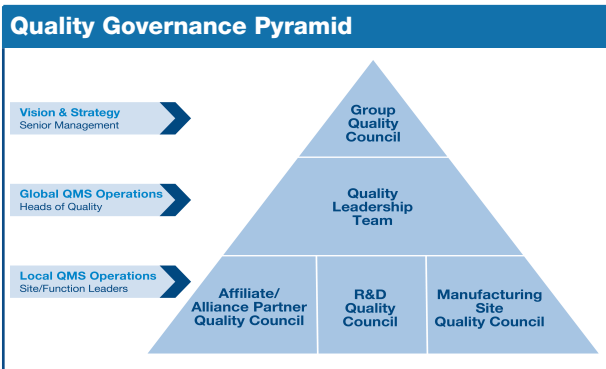 Quality Governance Pyramid
Vision & Strategy
Senior Management
Group
Quality
Council
Global QMS Operations
Heads of Quality
Quality
Leadership
Team
Local QMS Operations
Site/Function Leaders
Affiliate/
Alliance Partner
Quality Council
R&D
Quality
Council
Manufacturing
Site
Quality Council